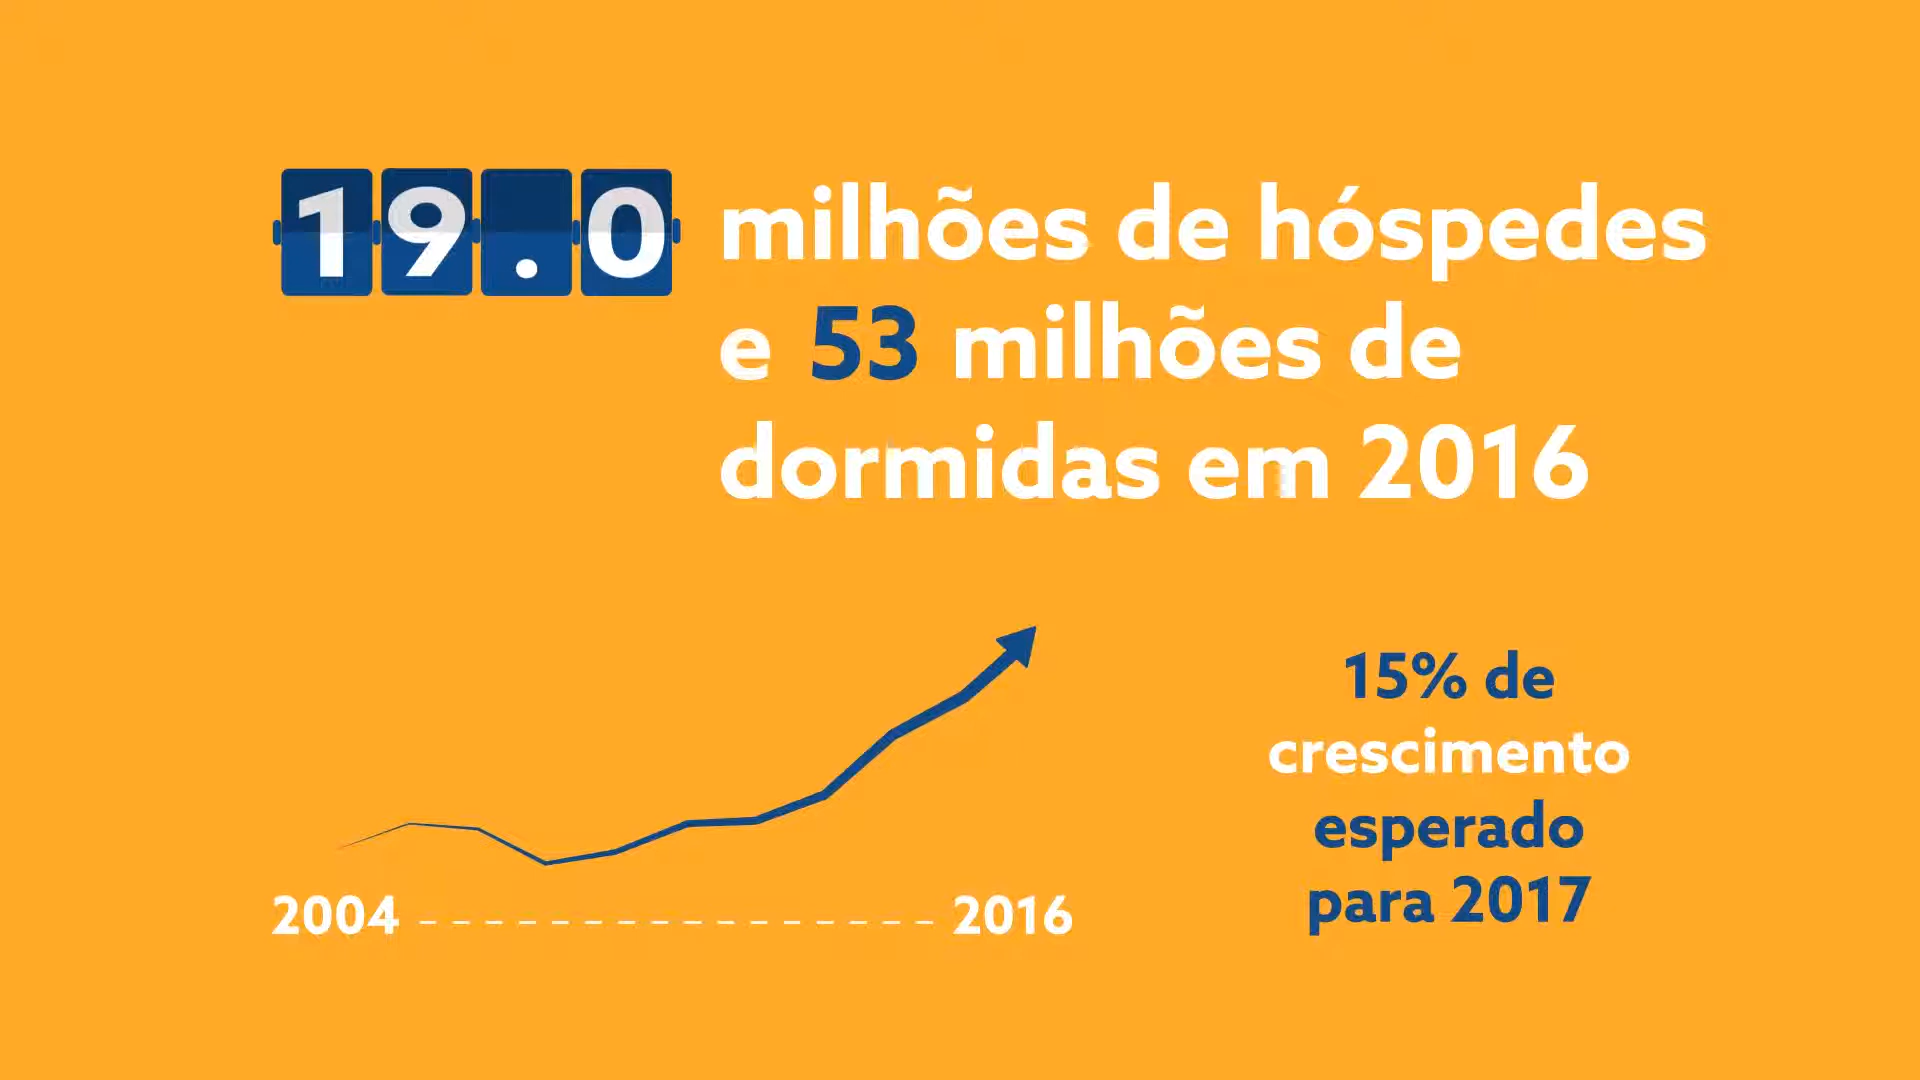 19.0 milhões de hóspedes
e 53 milhões de
dormidas em 2016
15% de
crescimento
esperado
para 2017
2004
2016